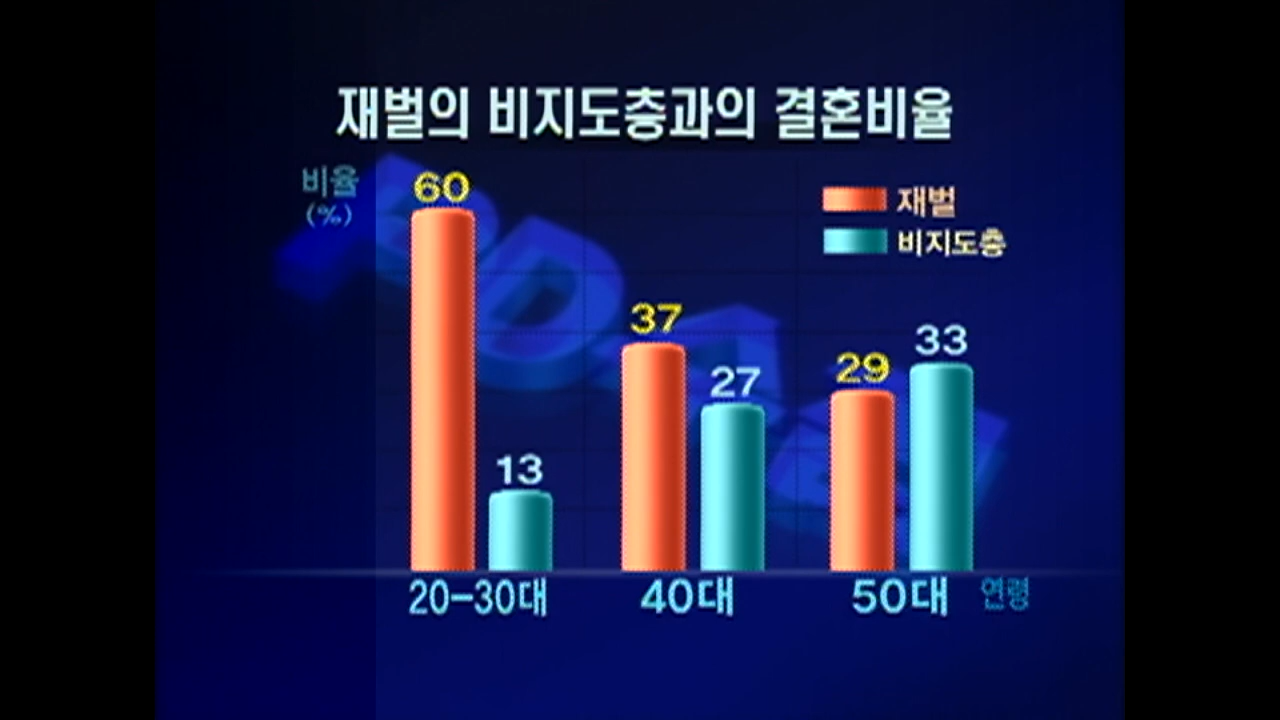 재벌의 비지도층과의 결혼비율
비율
(%)
60
재벌
비지도층
37
33
29
27
13
20-30대
40대
50대
연령